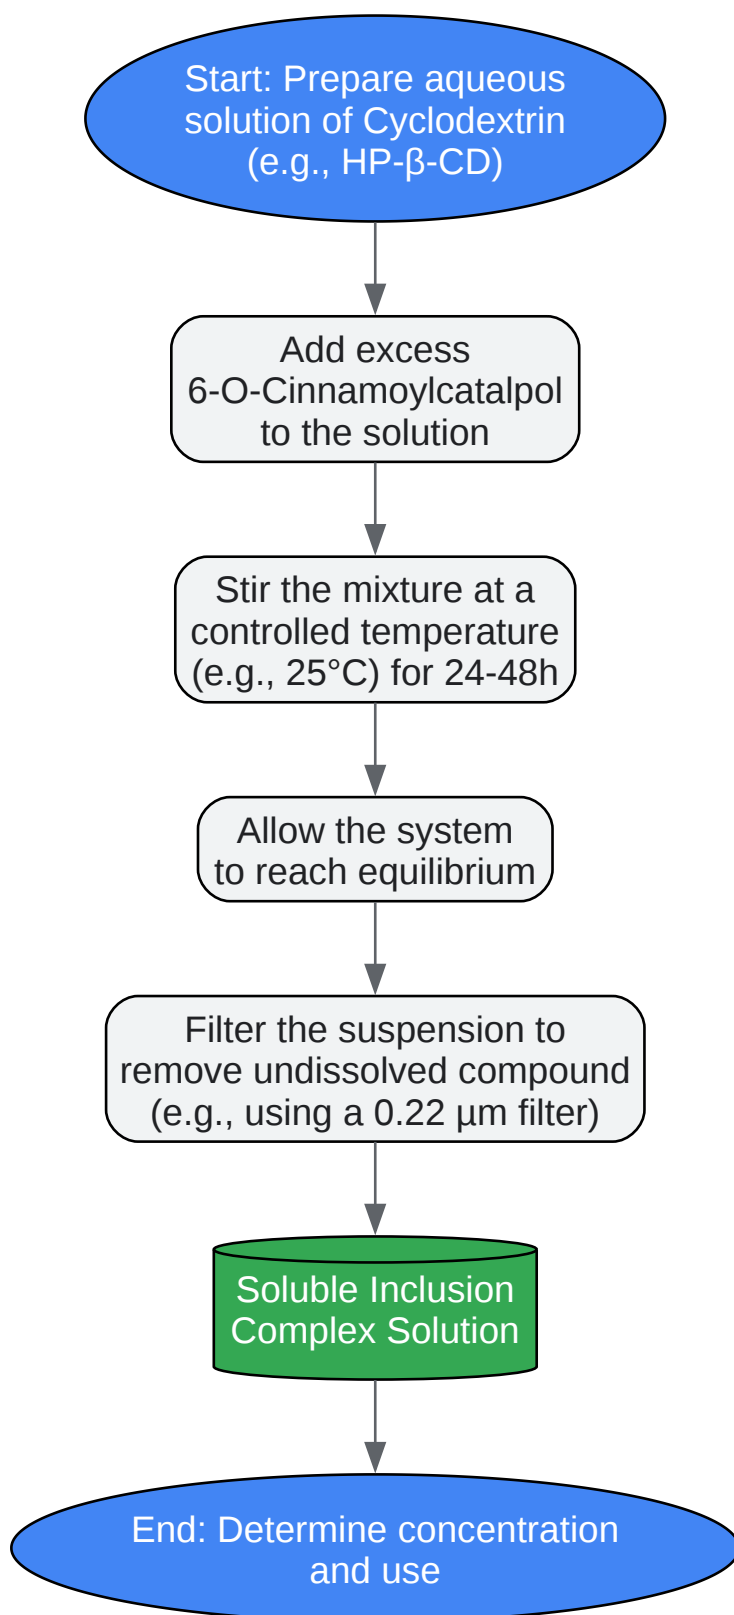 Start: Prepare aqueous
solution of Cyclodextrin
(e.g., HP-β-CD)
Add excess
6-O-Cinnamoylcatalpol
to the solution
Stir the mixture at a
controlled temperature
(e.g., 25°C) for 24-48h
Allow the system
to reach equilibrium
Filter the suspension to
remove undissolved compound
(e.g., using a 0.22 µm filter)
Soluble Inclusion
Complex Solution
End: Determine concentration
and use